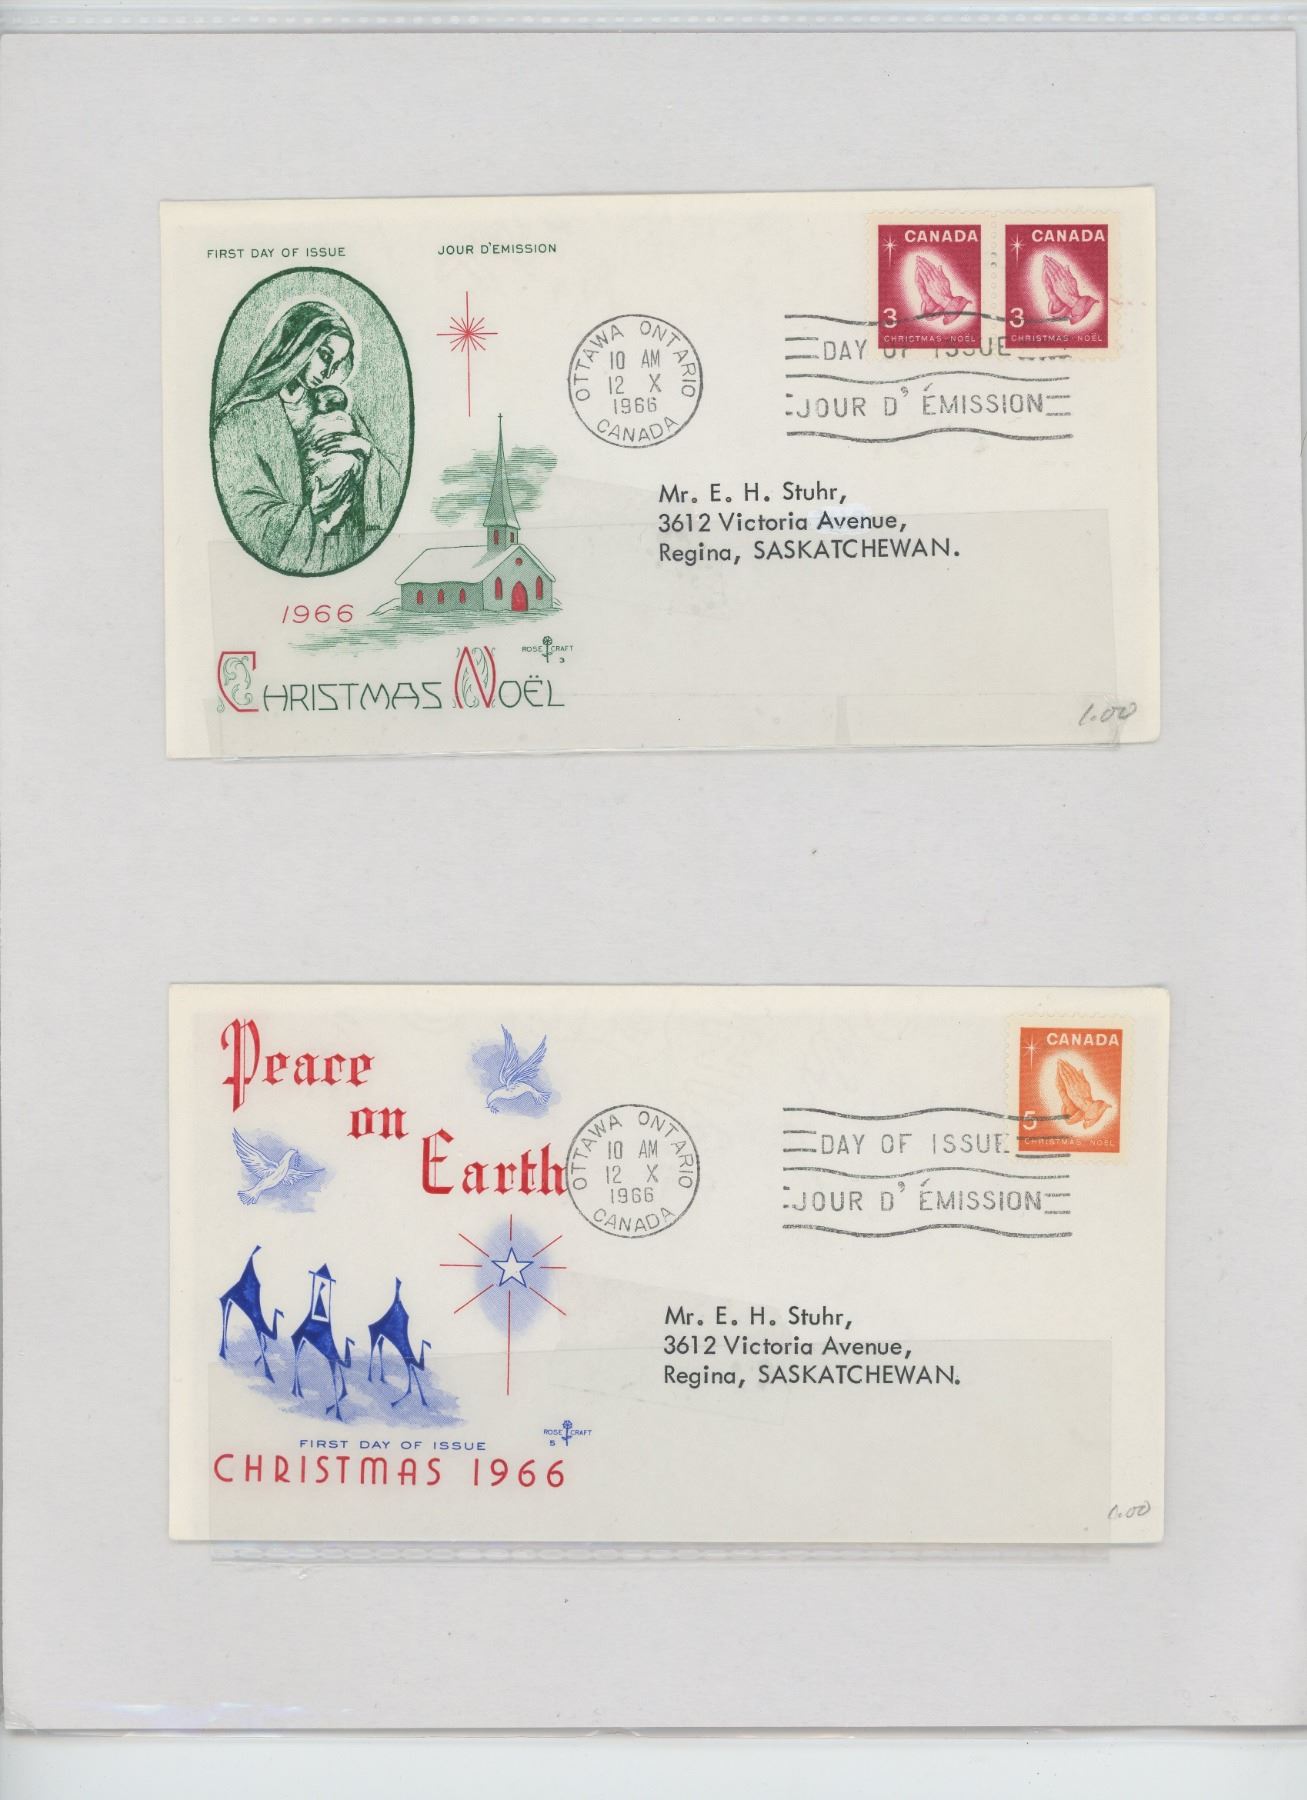 FIRST DAY OF ISSUE
JOUR D'EMISSION
CANADA
3
CHRISTMAS · NOËL
CANADA
3
CHRISTMAS · NOËL
OTTAWA ONTARIO
10 AM
12 X
1966
CANADA
DAY OF ISSUE
JOUR D' ÉMISSION
Mr. E. H. Stuhr,
3612 Victoria Avenue,
Regina, SASKATCHEWAN.
1966
ROSE CRAFT
3
CHRISTMAS NOËL
1.00
Peace
on
Earth
CANADA
5
CHRISTMAS NOËL
OTTAWA ONTARIO
10 AM
12 X
1966
CANADA
DAY OF ISSUE
JOUR D' ÉMISSION
Mr. E. H. Stuhr,
3612 Victoria Avenue,
Regina, SASKATCHEWAN.
ROSE CRAFT
5
FIRST DAY OF ISSUE
CHRISTMAS 1966
1.00